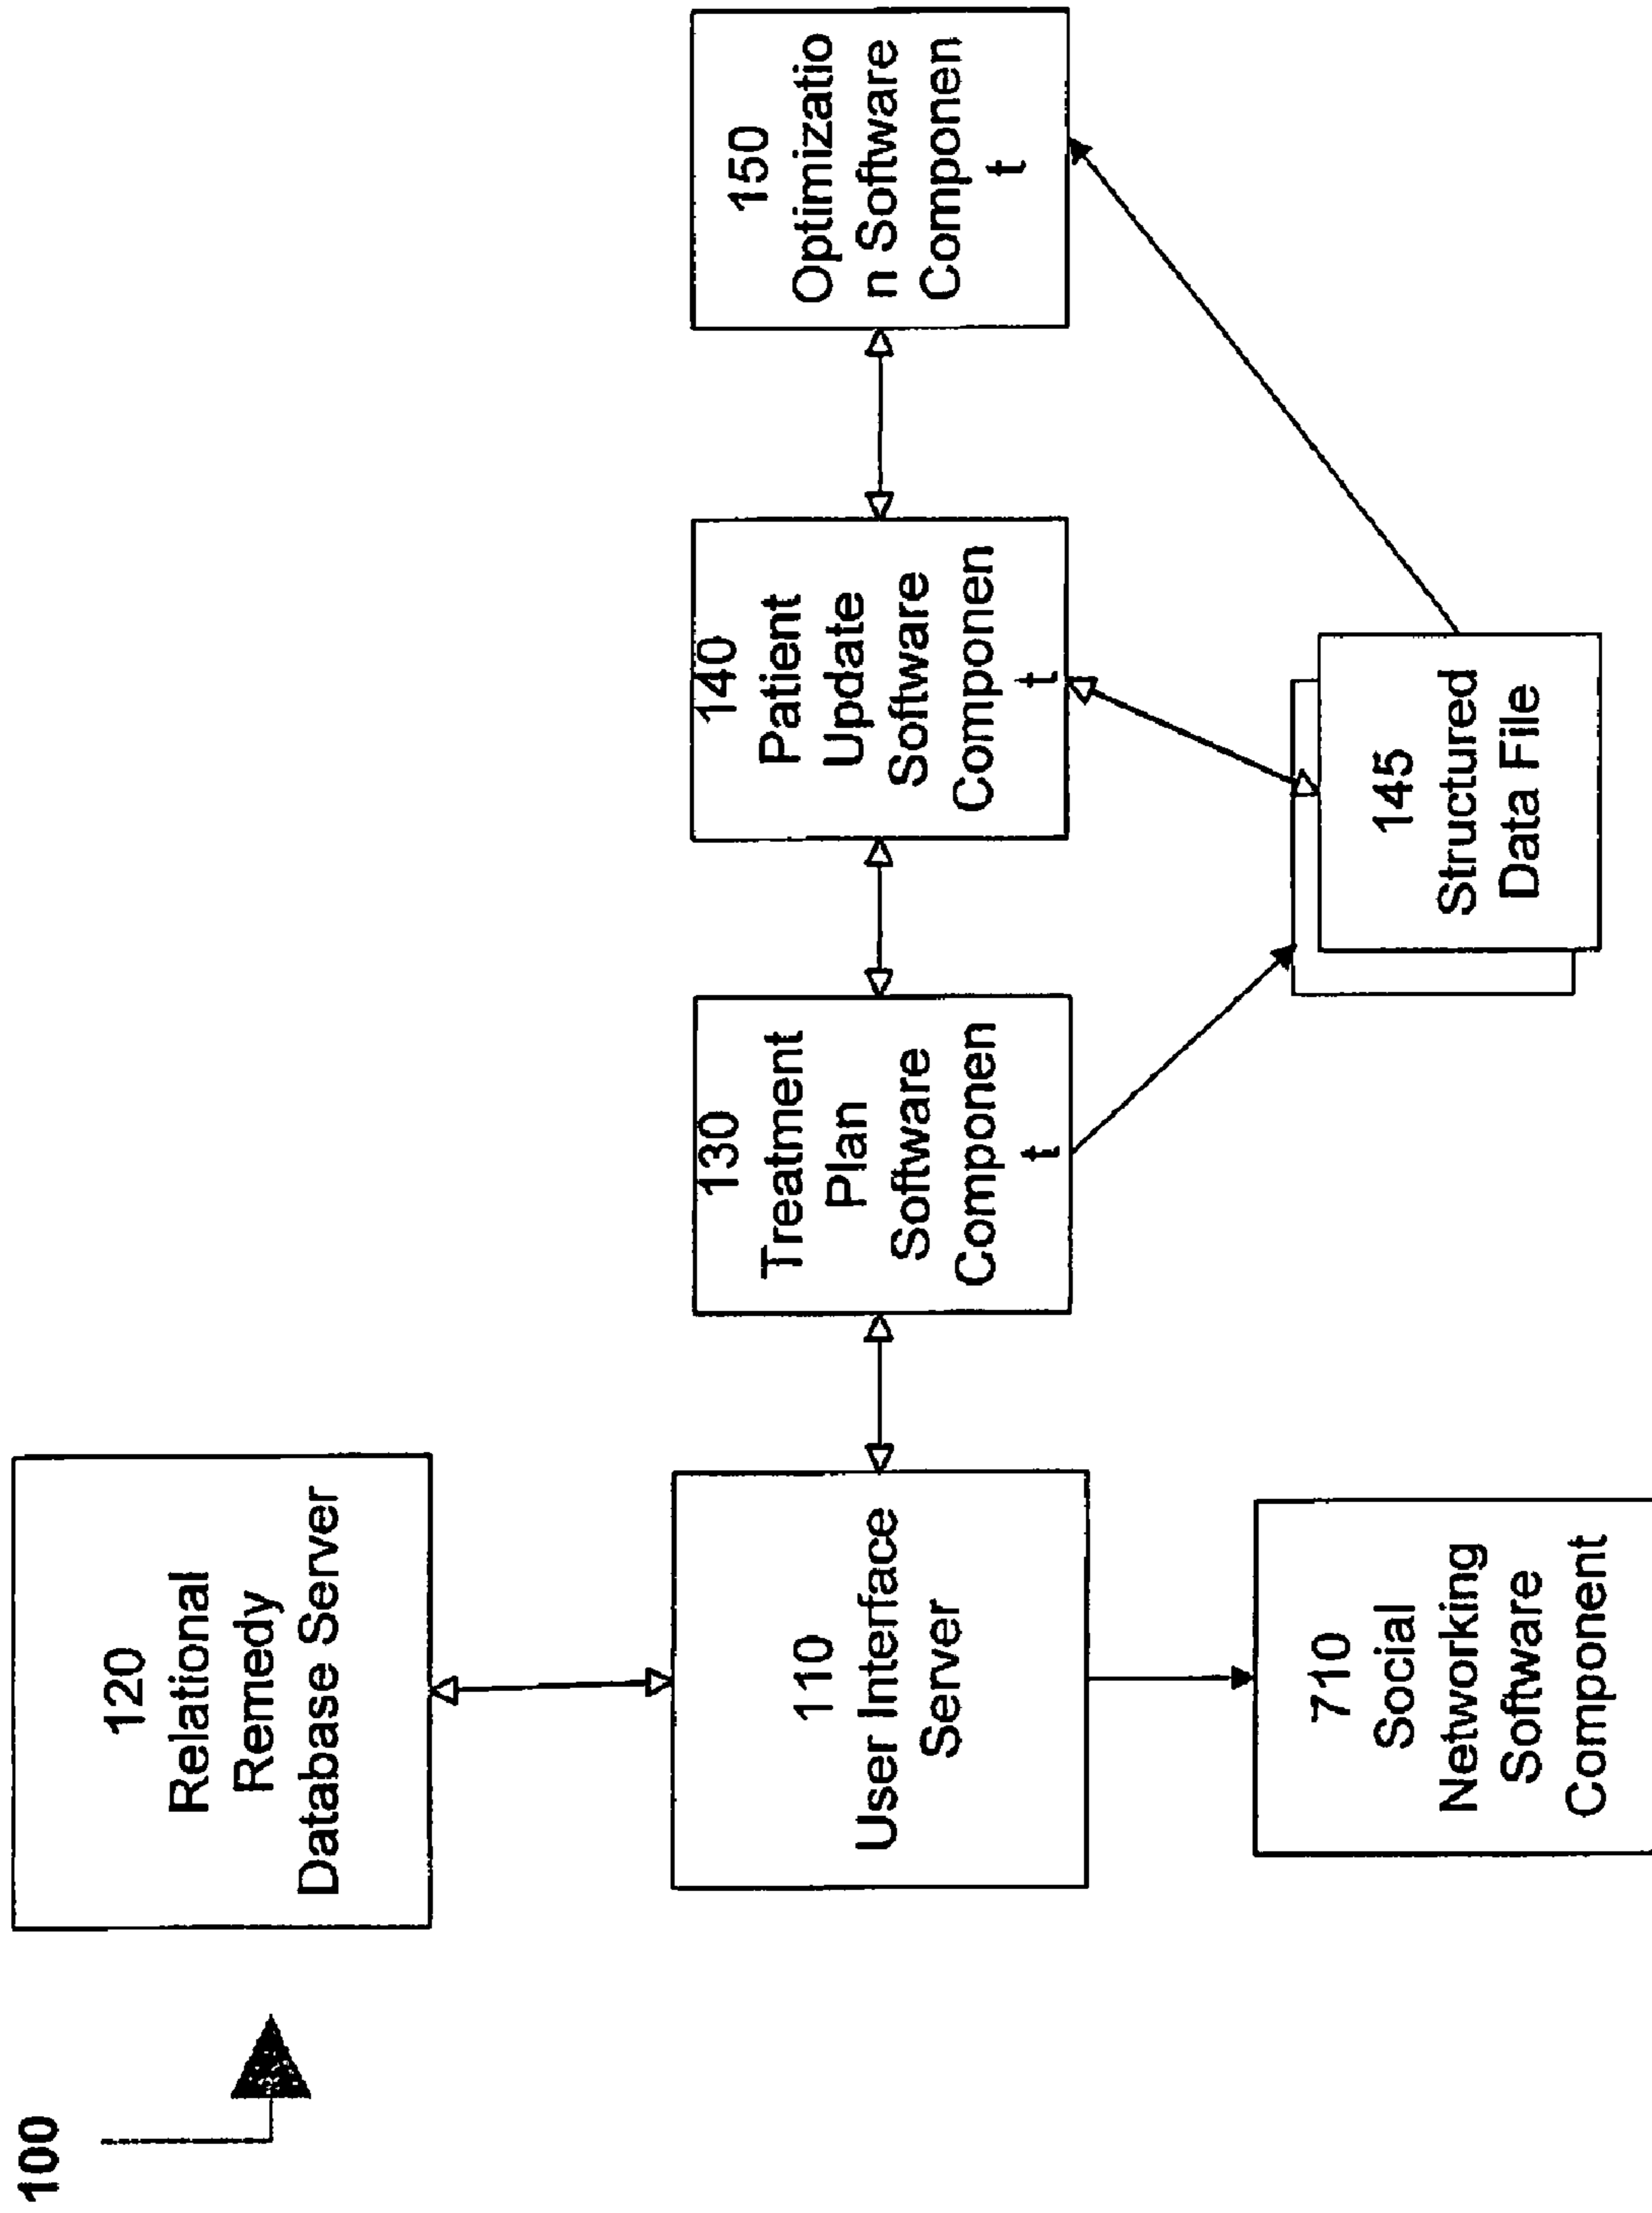 100
120
Relational
Remedy
Database Server
110
User Interface
Server
710
Social
Networking
Software
Component
130
Treatment
Plan
Software
Componen
t
140
Patient
Update
Software
Componen
t
145
Structured
Data File
150
Optimizatio
n Software
Componen
t